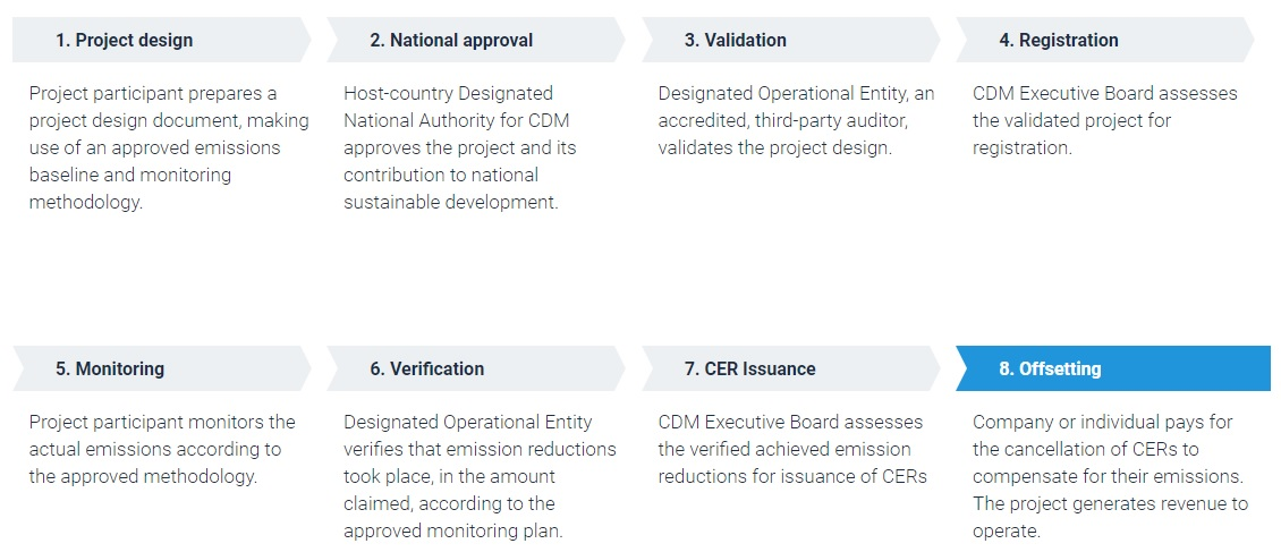 1. Project design
Project participant prepares a
project design document, making
use of an approved emissions
baseline and monitoring
methodology.
2. National approval
Host-country Designated
National Authority for CDM
approves the project and its
contribution to national
sustainable development.
3. Validation
Designated Operational Entity, an
accredited, third-party auditor,
validates the project design.
4. Registration
CDM Executive Board assesses
the validated project for
registration.
5. Monitoring
Project participant monitors the
actual emissions according to
the approved methodology.
6. Verification
Designated Operational Entity
verifies that emission reductions
took place, in the amount
claimed, according to the
approved monitoring plan.
7. CER Issuance
CDM Executive Board assesses
the verified achieved emission
reductions for issuance of CERs
8. Offsetting
Company or individual pays for
the cancellation of CERs to
compensate for their emissions.
The project generates revenue to
operate.